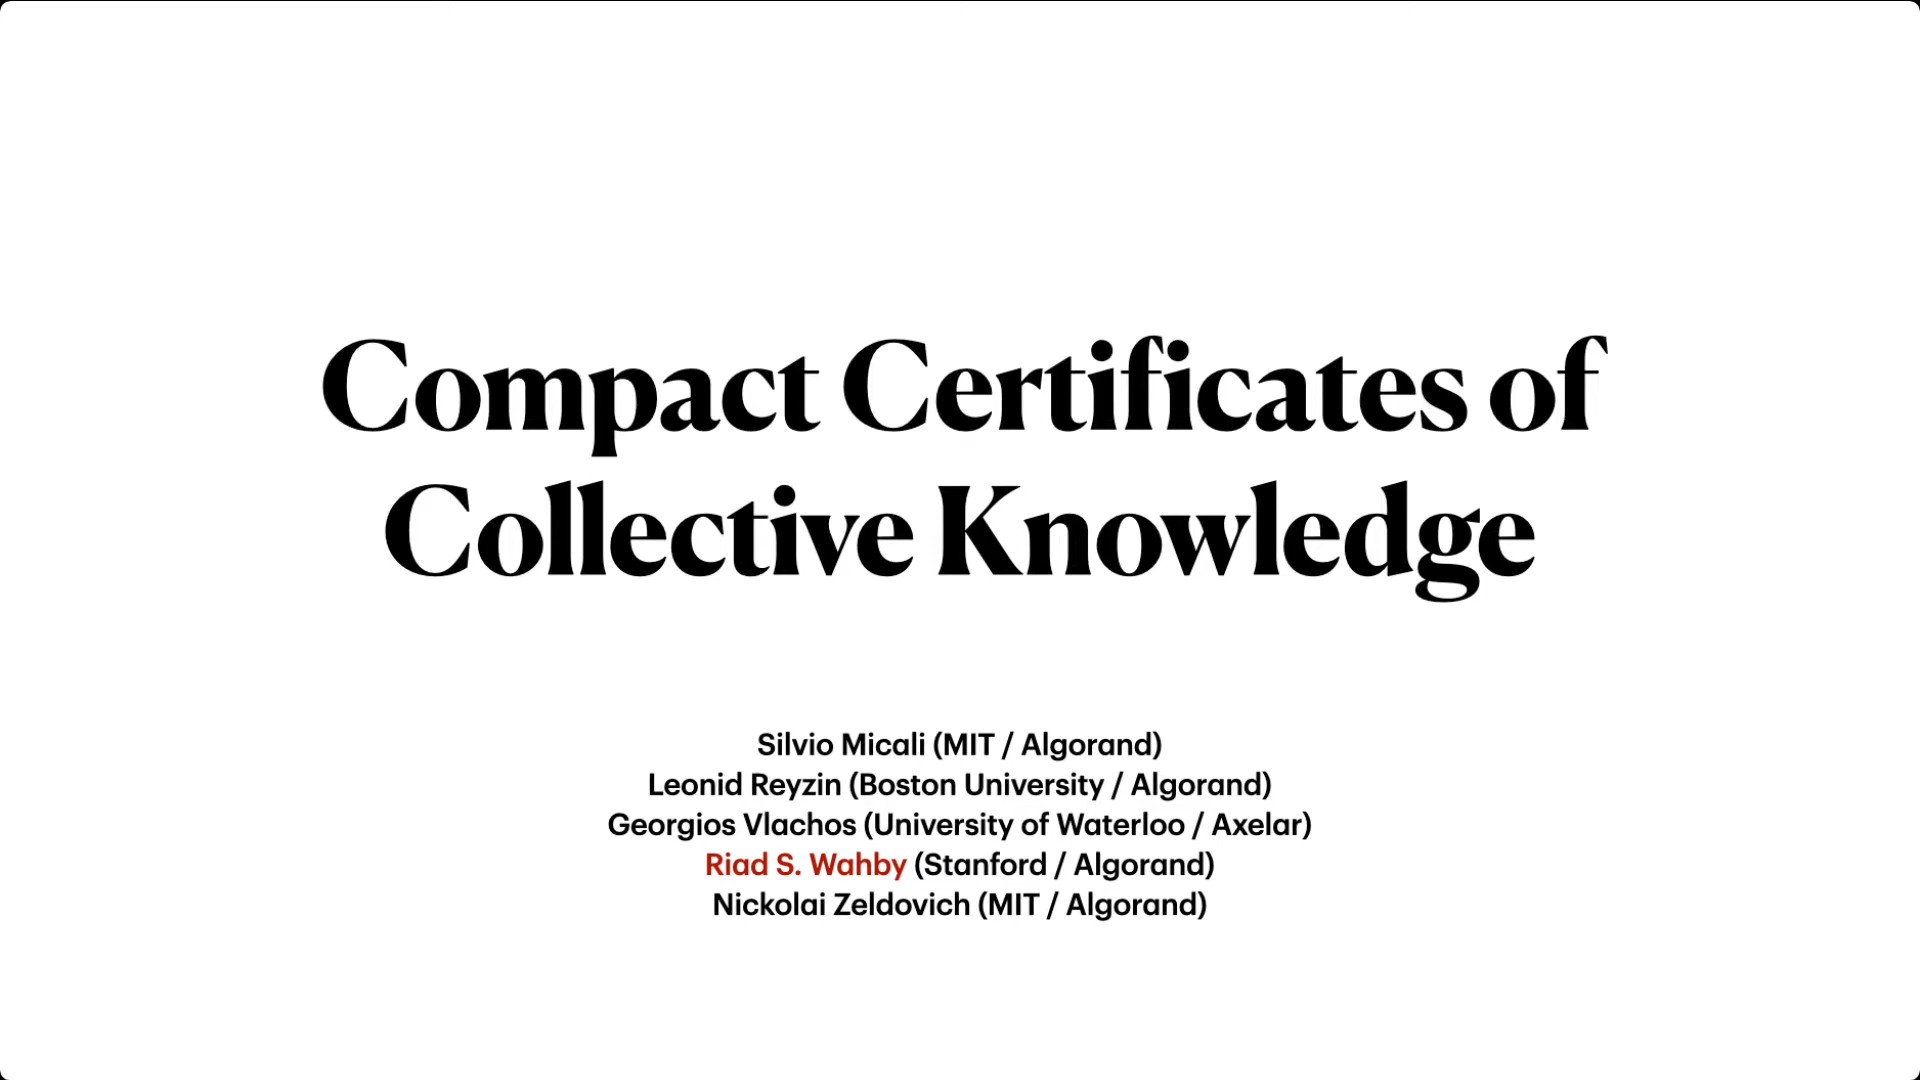 Compact Certificates of
Collective Knowledge
Silvio Micali (MIT / Algorand)
Leonid Reyzin (Boston University / Algorand)
Georgios Vlachos (University of Waterloo / Axelar)
Riad S. Wahby (Stanford / Algorand)
Nickolai Zeldovich (MIT / Algorand)